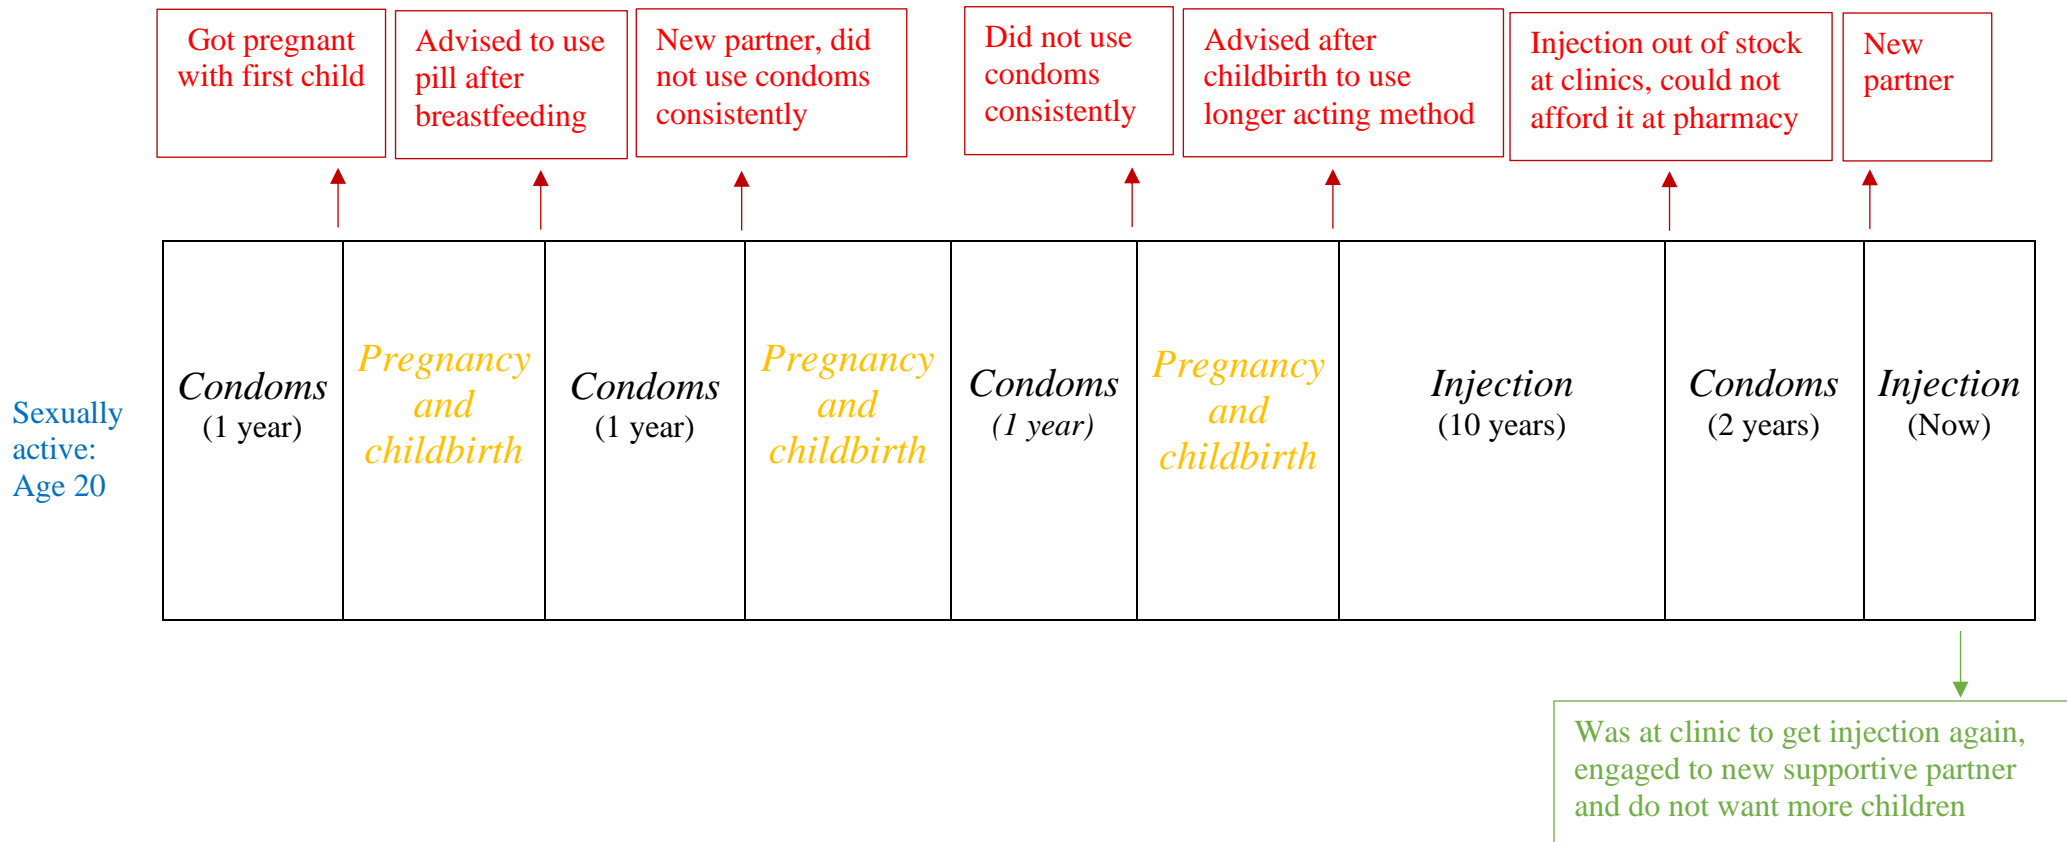 Got pregnant
with first child
Advised to use
pill after
breastfeeding
New partner, did
not use condoms
consistently
Did not use
condoms
consistently
Advised after
childbirth to use
longer acting method
Injection out of stock
at clinics, could not
afford it at pharmacy
New
partner
Sexually
active:
Age 20
Condoms
(1 year)
Pregnancy
and
childbirth
Condoms
(1 year)
Pregnancy
and
childbirth
Condoms
(1 year)
Pregnancy
and
childbirth
Injection
(10 years)
Condoms
(2 years)
Injection
(Now)
Was at clinic to get injection again,
engaged to new supportive partner
and do not want more children